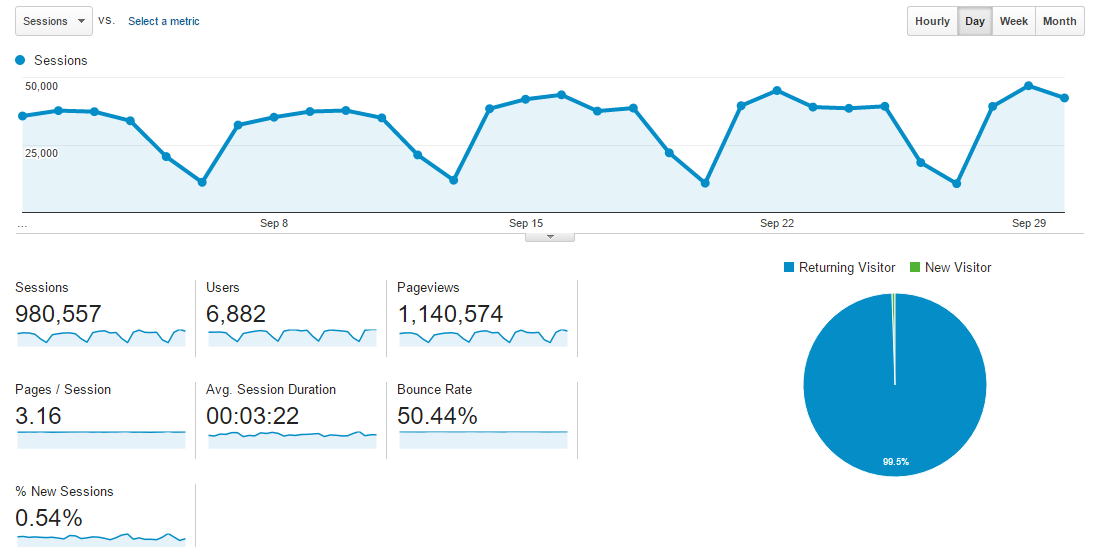 Sessions vs. Select a metric Hourly Day Week Month
Sessions
50,000
25,000
... Sep 8 Sep 15 Sep 22 Sep 29
Returning Visitor New Visitor
Sessions Users Pageviews
980,557 6,882 1,140,574
Pages / Session Avg. Session Duration Bounce Rate
3.16 00:03:22 50.44%
99.5%
% New Sessions
0.54%